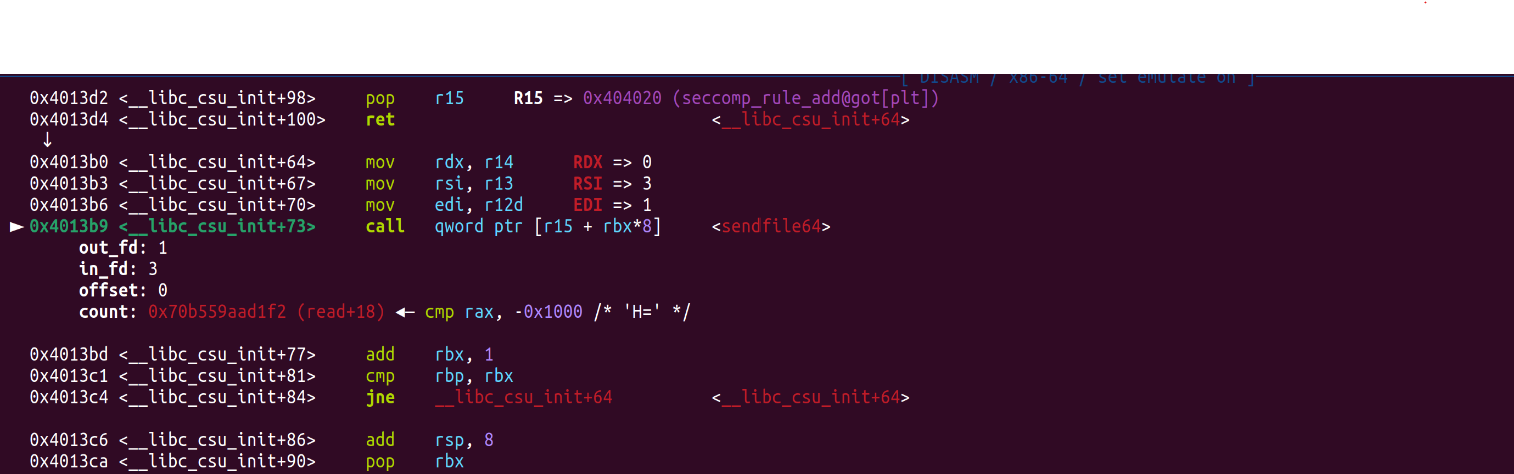 [ DISASM / x86-64 / set emulate on ]
0x4013d2 <__libc_csu_init+98> pop r15 R15 => 0x404020 (seccomp_rule_add@got[plt])
0x4013d4 <__libc_csu_init+100> ret <__libc_csu_init+64>
↓
0x4013b0 <__libc_csu_init+64> mov rdx, r14 RDX => 0
0x4013b3 <__libc_csu_init+67> mov rsi, r13 RSI => 3
0x4013b6 <__libc_csu_init+70> mov edi, r12d EDI => 1
► 0x4013b9 <__libc_csu_init+73> call qword ptr [r15 + rbx*8] <sendfile64>
out_fd: 1
in_fd: 3
offset: 0
count: 0x70b559aad1f2 (read+18) ← cmp rax, -0x1000 /* 'H=' */
0x4013bd <__libc_csu_init+77> add rbx, 1
0x4013c1 <__libc_csu_init+81> cmp rbp, rbx
0x4013c4 <__libc_csu_init+84> jne __libc_csu_init+64 <__libc_csu_init+64>
0x4013c6 <__libc_csu_init+86> add rsp, 8
0x4013ca <__libc_csu_init+90> pop rbx